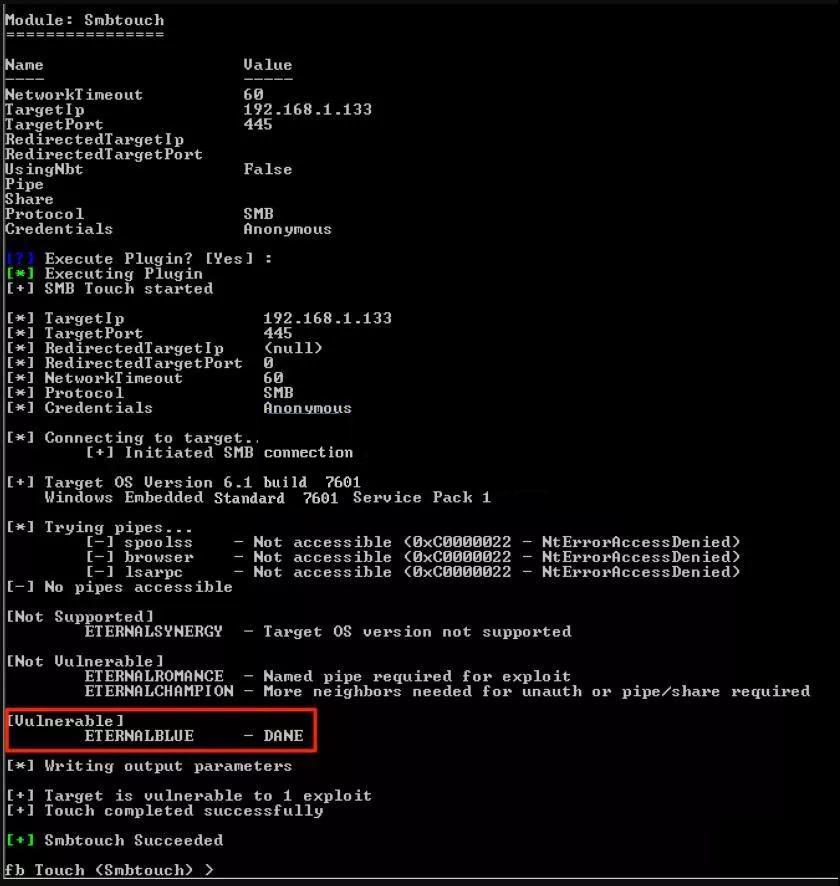 Module: Smbtouch
================
Name Value
---- -----
NetworkTimeout 60
TargetIp 192.168.1.133
TargetPort 445
RedirectedTargetIp
RedirectedTargetPort
UsingNbt False
Pipe
Share
Protocol SMB
Credentials Anonymous
[?] Execute Plugin? [Yes] :
[*] Executing Plugin
[+] SMB Touch started
[*] TargetIp 192.168.1.133
[*] TargetPort 445
[*] RedirectedTargetIp (null)
[*] RedirectedTargetPort 0
[*] NetworkTimeout 60
[*] Protocol SMB
[*] Credentials Anonymous
[*] Connecting to target..
[+] Initiated SMB connection
[+] Target OS Version 6.1 build 7601
Windows Embedded Standard 7601 Service Pack 1
[*] Trying pipes...
[-] spoolss - Not accessible (0xC0000022 - NtErrorAccessDenied)
[-] browser - Not accessible (0xC0000022 - NtErrorAccessDenied)
[-] lsarpc - Not accessible (0xC0000022 - NtErrorAccessDenied)
[-] No pipes accessible
[Not Supported]
ETERNALSYNERGY - Target OS version not supported
[Not Vulnerable]
ETERNALROMANCE - Named pipe required for exploit
ETERNALCHAMPION - More neighbors needed for unauth or pipe/share required
[Vulnerable]
ETERNALBLUE - DANE
[*] Writing output parameters
[+] Target is vulnerable to 1 exploit
[+] Touch completed successfully
[+] Smbtouch Succeeded
fb Touch (Smbtouch) >